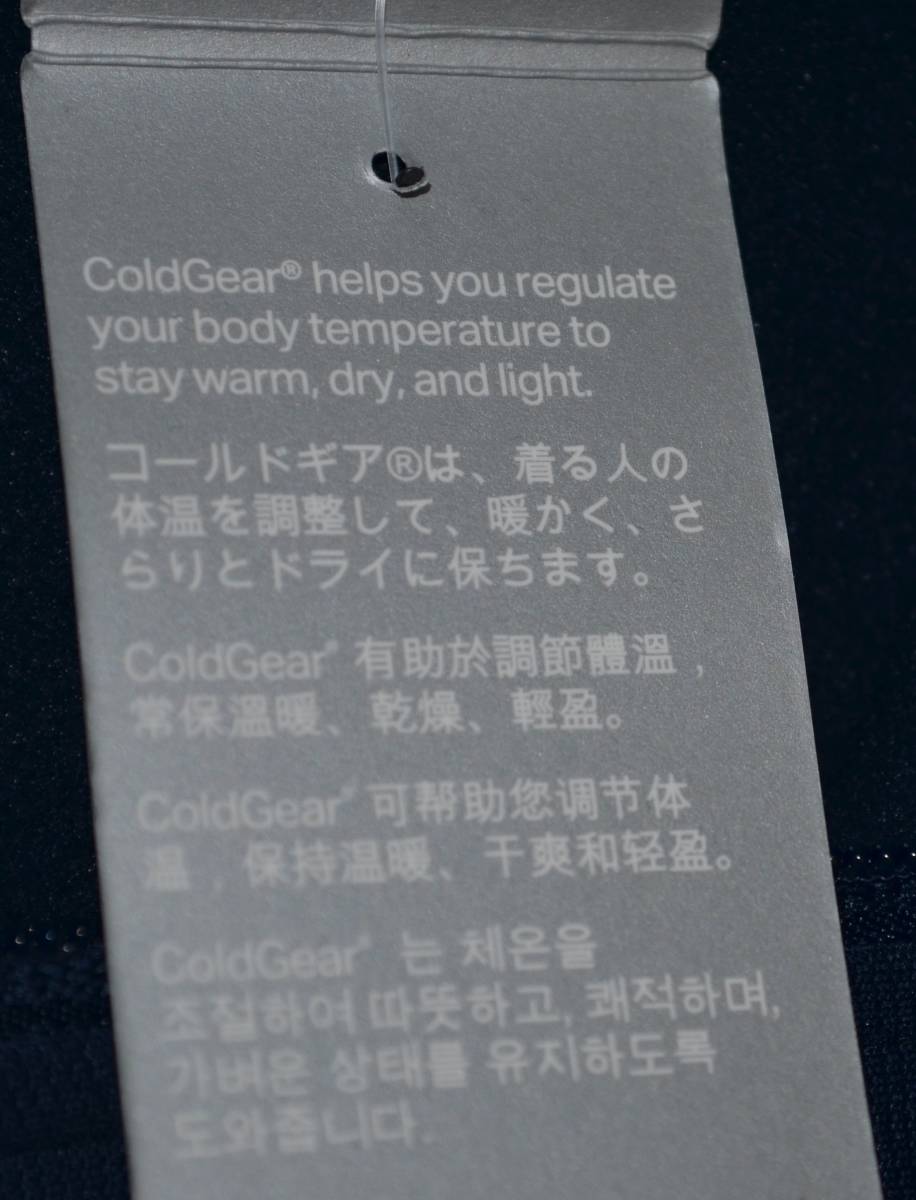 ColdGear® helps you regulate
your body temperature to
stay warm, dry, and light.
コールドギア®は、着る人の
体温を調整して、暖かく、さ
らりとドライに保ちます。
ColdGear® 有助於調節體溫，
常保溫暖、乾燥、輕盈。
ColdGear® 可帮助您调节体
温，保持温暖、干爽和轻盈。
ColdGear® 는 체온을
조절하여 따뜻하고, 쾌적하며,
가벼운 상태를 유지하도록
도와줍니다.